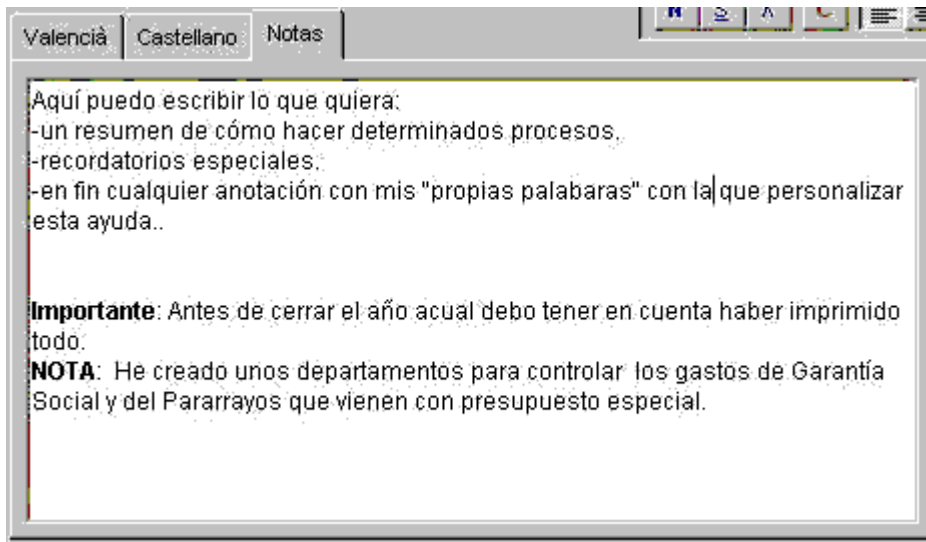 Valencià Castellano Notas
N S A C
Aquí puedo escribir lo que quiera:
-un resumen de cómo hacer determinados procesos,
-recordatorios especiales,
-en fin cualquier anotación con mis "propias palabaras" con la que personalizar
esta ayuda..
Importante: Antes de cerrar el año acual debo tener en cuenta haber imprimido
todo.
NOTA: He creado unos departamentos para controlar los gastos de Garantía
Social y del Pararrayos que vienen con presupuesto especial.